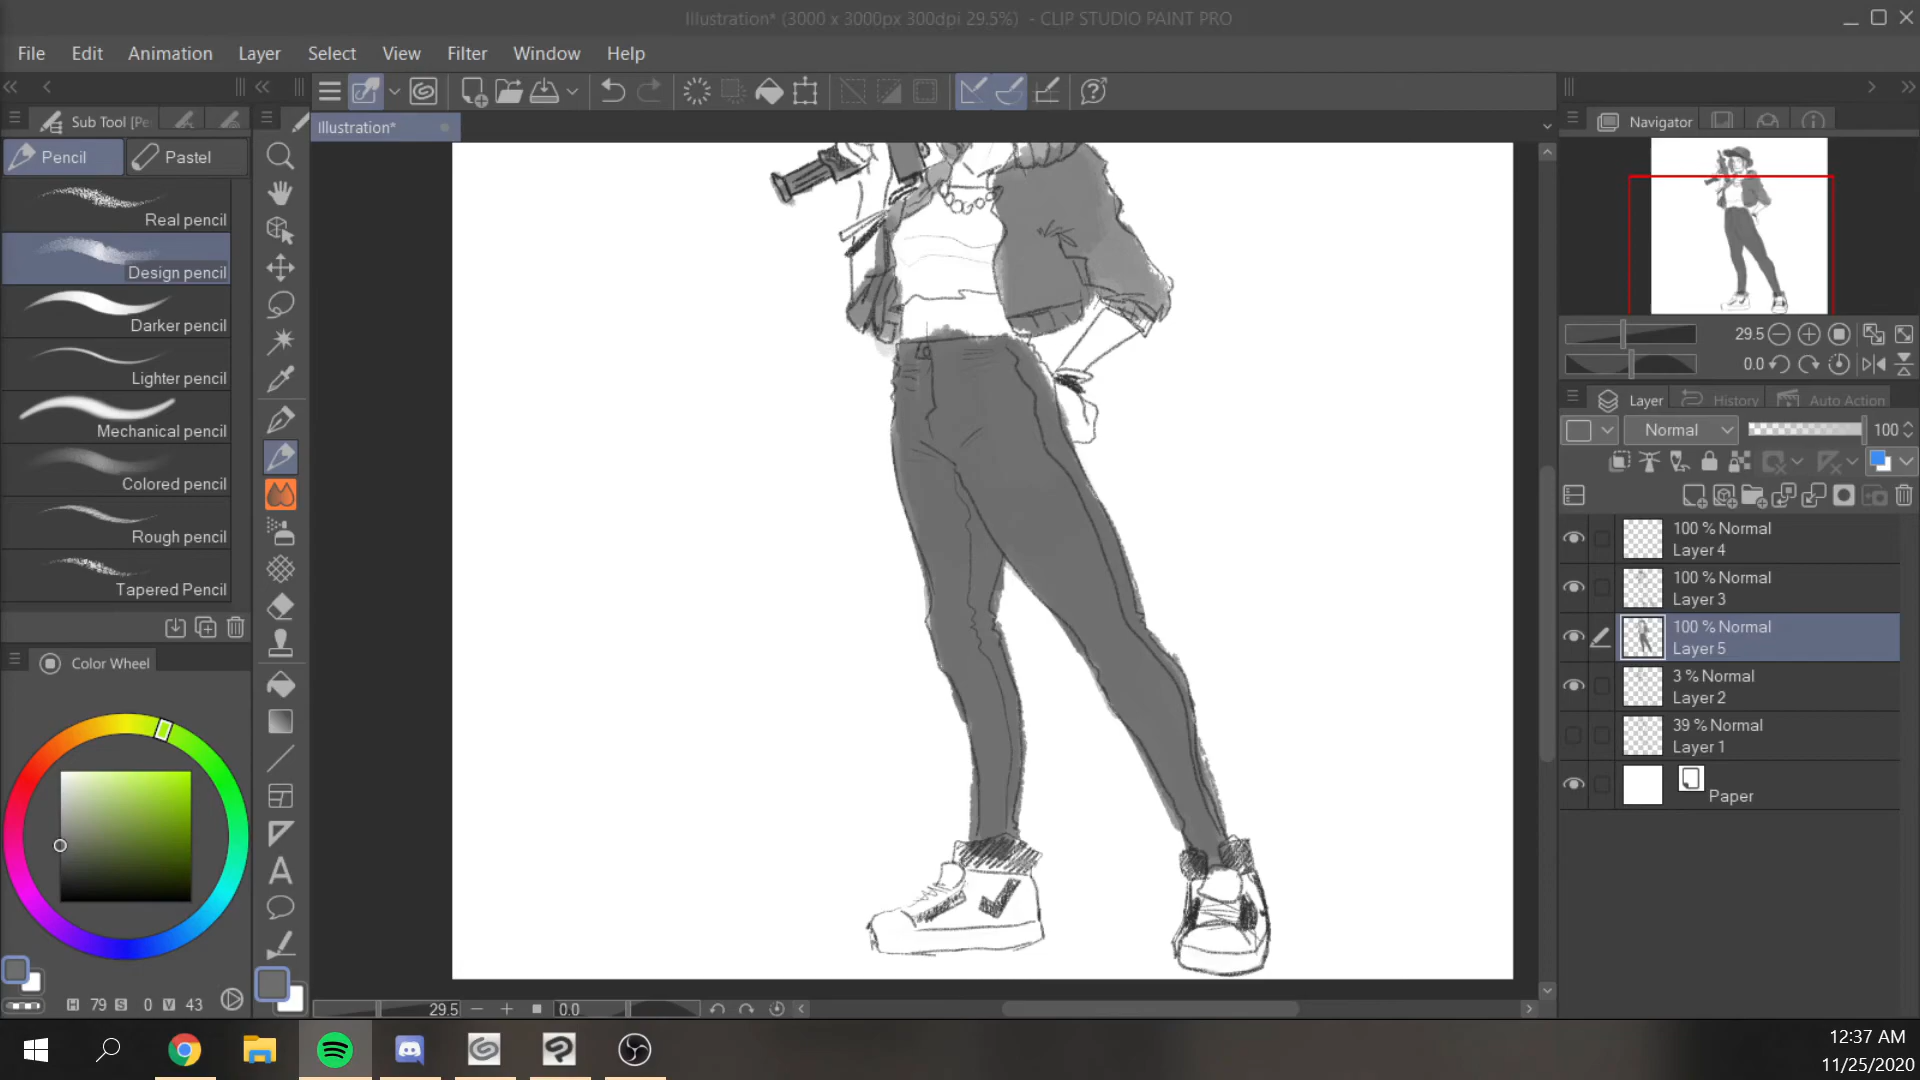 Illustration* (3000 x 3000px 300dpi 29.5%) - CLIP STUDIO PAINT PRO
File Edit Animation Layer Select View Filter Window Help
Sub Tool [Pe
Illustration*
Navigator
Pencil Pastel
Real pencil
Design pencil
Darker pencil
Lighter pencil
Mechanical pencil
Colored pencil
Rough pencil
Tapered Pencil
29.5
0.0
Layer History Auto Action
Normal 100
100 % Normal
Layer 4
100 % Normal
Layer 3
100 % Normal
Layer 5
3 % Normal
Layer 2
39 % Normal
Layer 1
Paper
Color Wheel
H 79 S 0 V 43
29.5 0.0
12:37 AM
11/25/2020